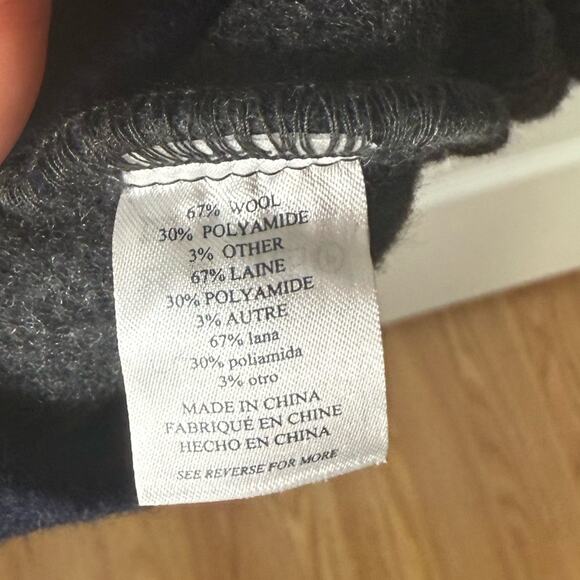 67% WOOL
30% POLYAMIDE
3% OTHER
67% LAINE
30% POLYAMIDE
3% AUTRE
67% lana
30% poliamida
3% otro
MADE IN CHINA
FABRIQUÉ EN CHINE
HECHO EN CHINA
SEE REVERSE FOR MORE